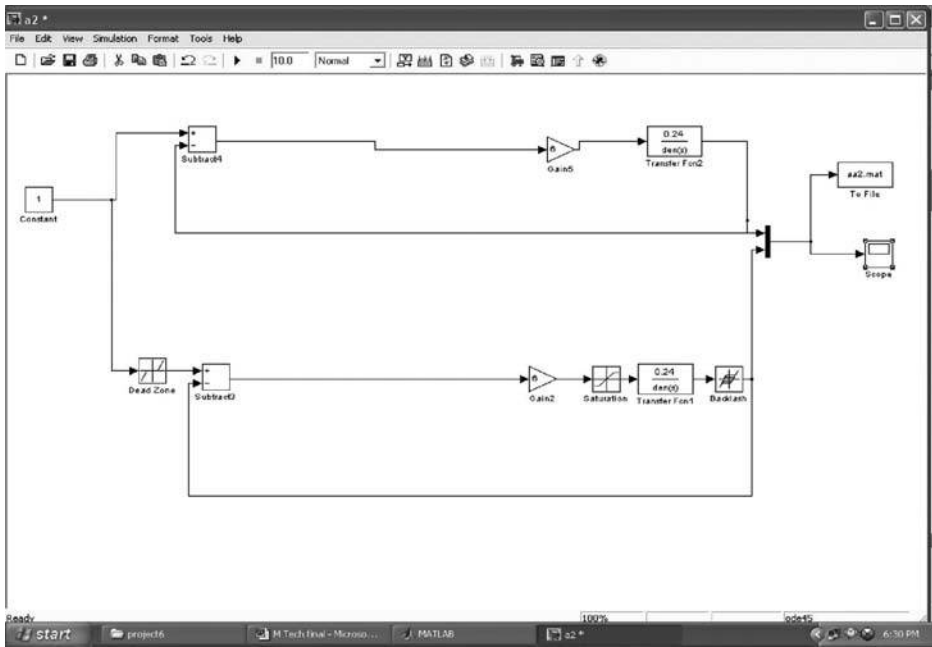 a2 *
File Edit View Simulation Format Tools Help
10.0 Normal
+
−
Subtract4
6
Gain5
0.24
den(s)
Transfer Fcn2
aa2.mat
To File
1
Constant
Scope
Dead Zone
+
−
Subtract3
6
Gain2
Saturation
0.24
den(s)
Transfer Fcn1
Backlash
Ready 100% ode45
start project6 M.Tech final - Microso... MATLAB a2 * 6:30 PM